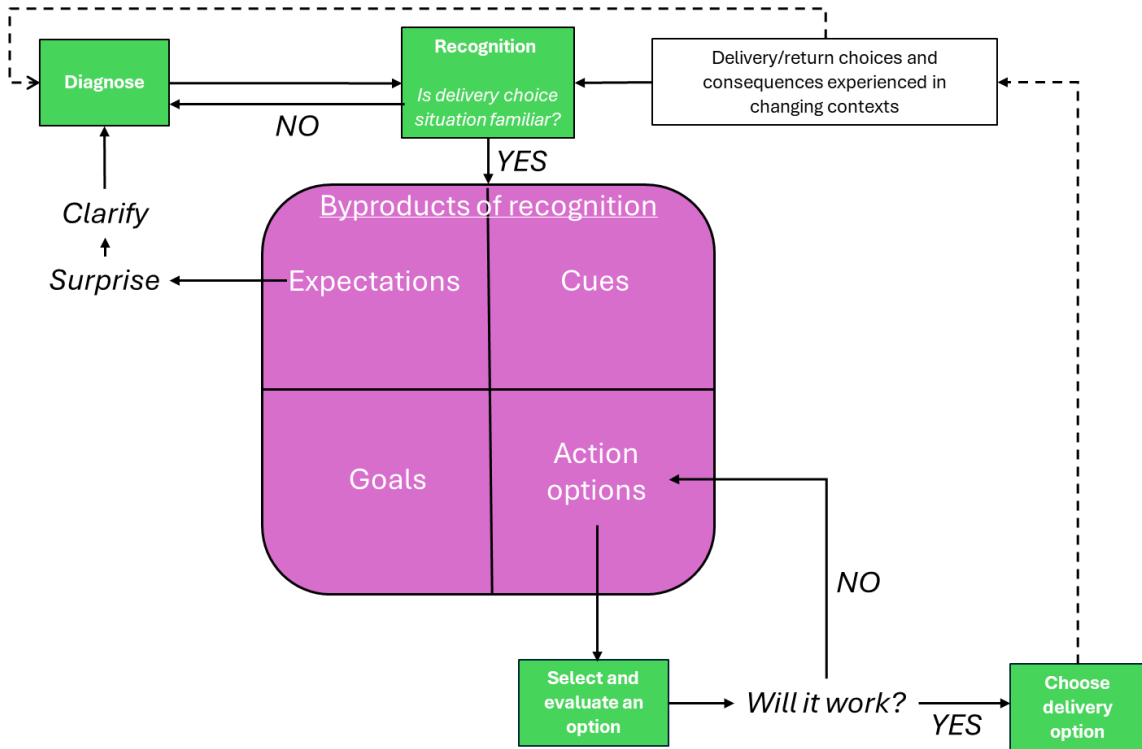 Diagnose
Recognition
Is delivery choice
situation familiar?
Delivery/return choices and
consequences experienced in
changing contexts
NO
YES
Clarify
Surprise
Byproducts of recognition
Expectations
Cues
Goals
Action
options
NO
Select and
evaluate an
option
Will it work?
YES
Choose
delivery
option